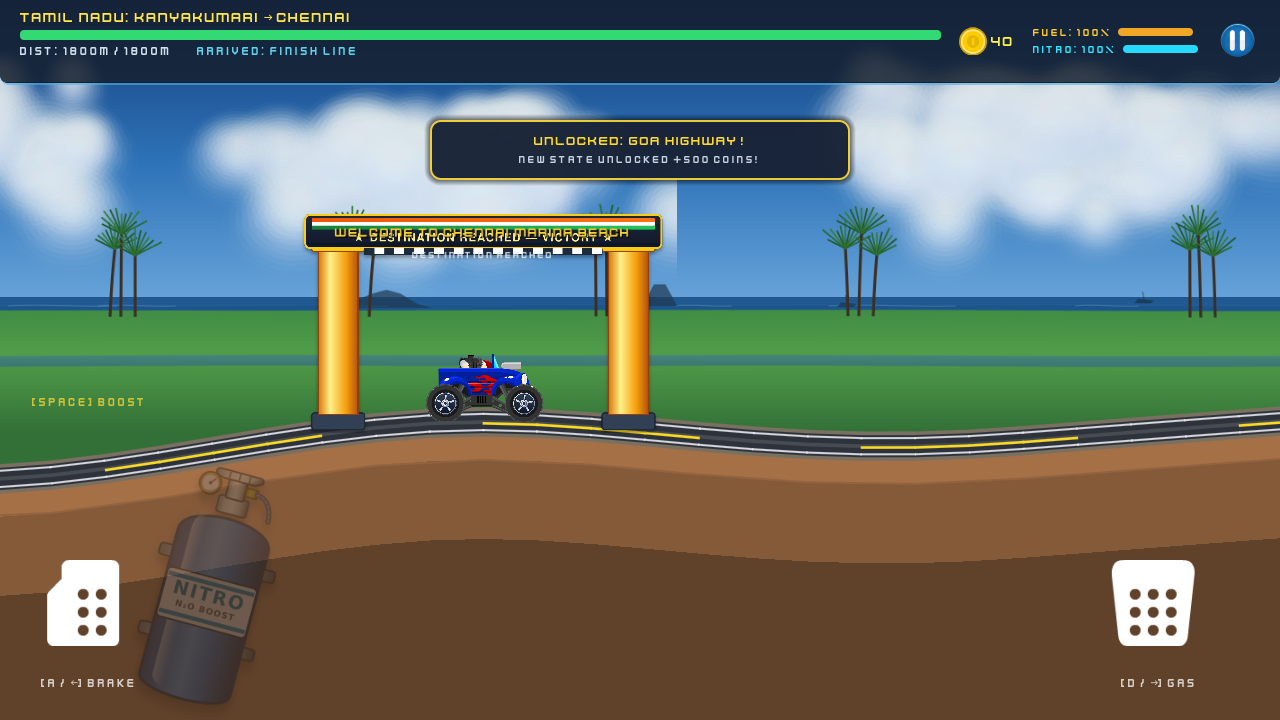 TAMIL NADU: KANYAKUMARI → CHENNAI
DIST: 1800M / 1800M
ARRIVED: FINISH LINE
40
FUEL: 100%
NITRO: 100%
UNLOCKED: GOA HIGHWAY !
NEW STATE UNLOCKED +500 COINS!
WELCOME TO CHENNAI MARINA BEACH
★ DESTINATION REACHED — VICTORY ★
DESTINATION REACHED
[SPACE] BOOST
NITRO
N₂O BOOST
[A / ←] BRAKE
[D / →] GAS